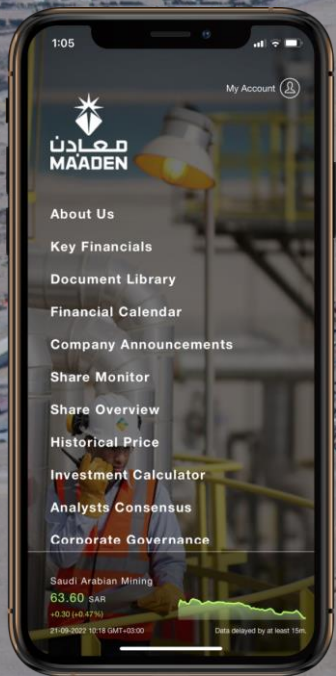 1:05
My Account
معادن
MA'ADEN
About Us
Key Financials
Document Library
Financial Calendar
Company Announcements
Share Monitor
Share Overview
Historical Price
Investment Calculator
Analysts Consensus
Corporate Governance
Saudi Arabian Mining
63.60 SAR
+0.30 (+0.47%)
21-09-2022 10:18 GMT+03:00
Data delayed by at least 15m.